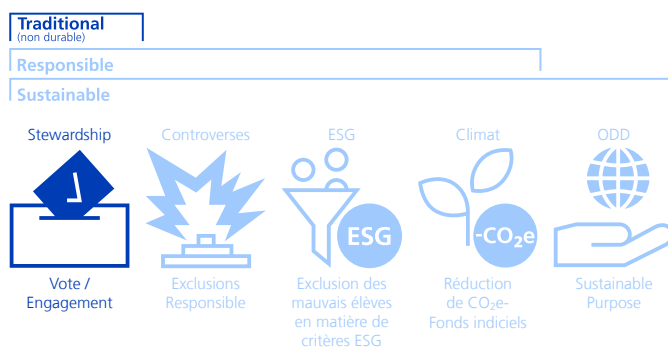 Traditional
(non durable)
Responsible
Sustainable
Stewardship
Controverses
ESG
Climat
ODD
ESG
-CO₂e
Vote /
Engagement
Exclusions
Responsible
Exclusion des
mauvais élèves
en matière de
critères ESG
Réduction
de CO₂e-
Fonds indiciels
Sustainable
Purpose